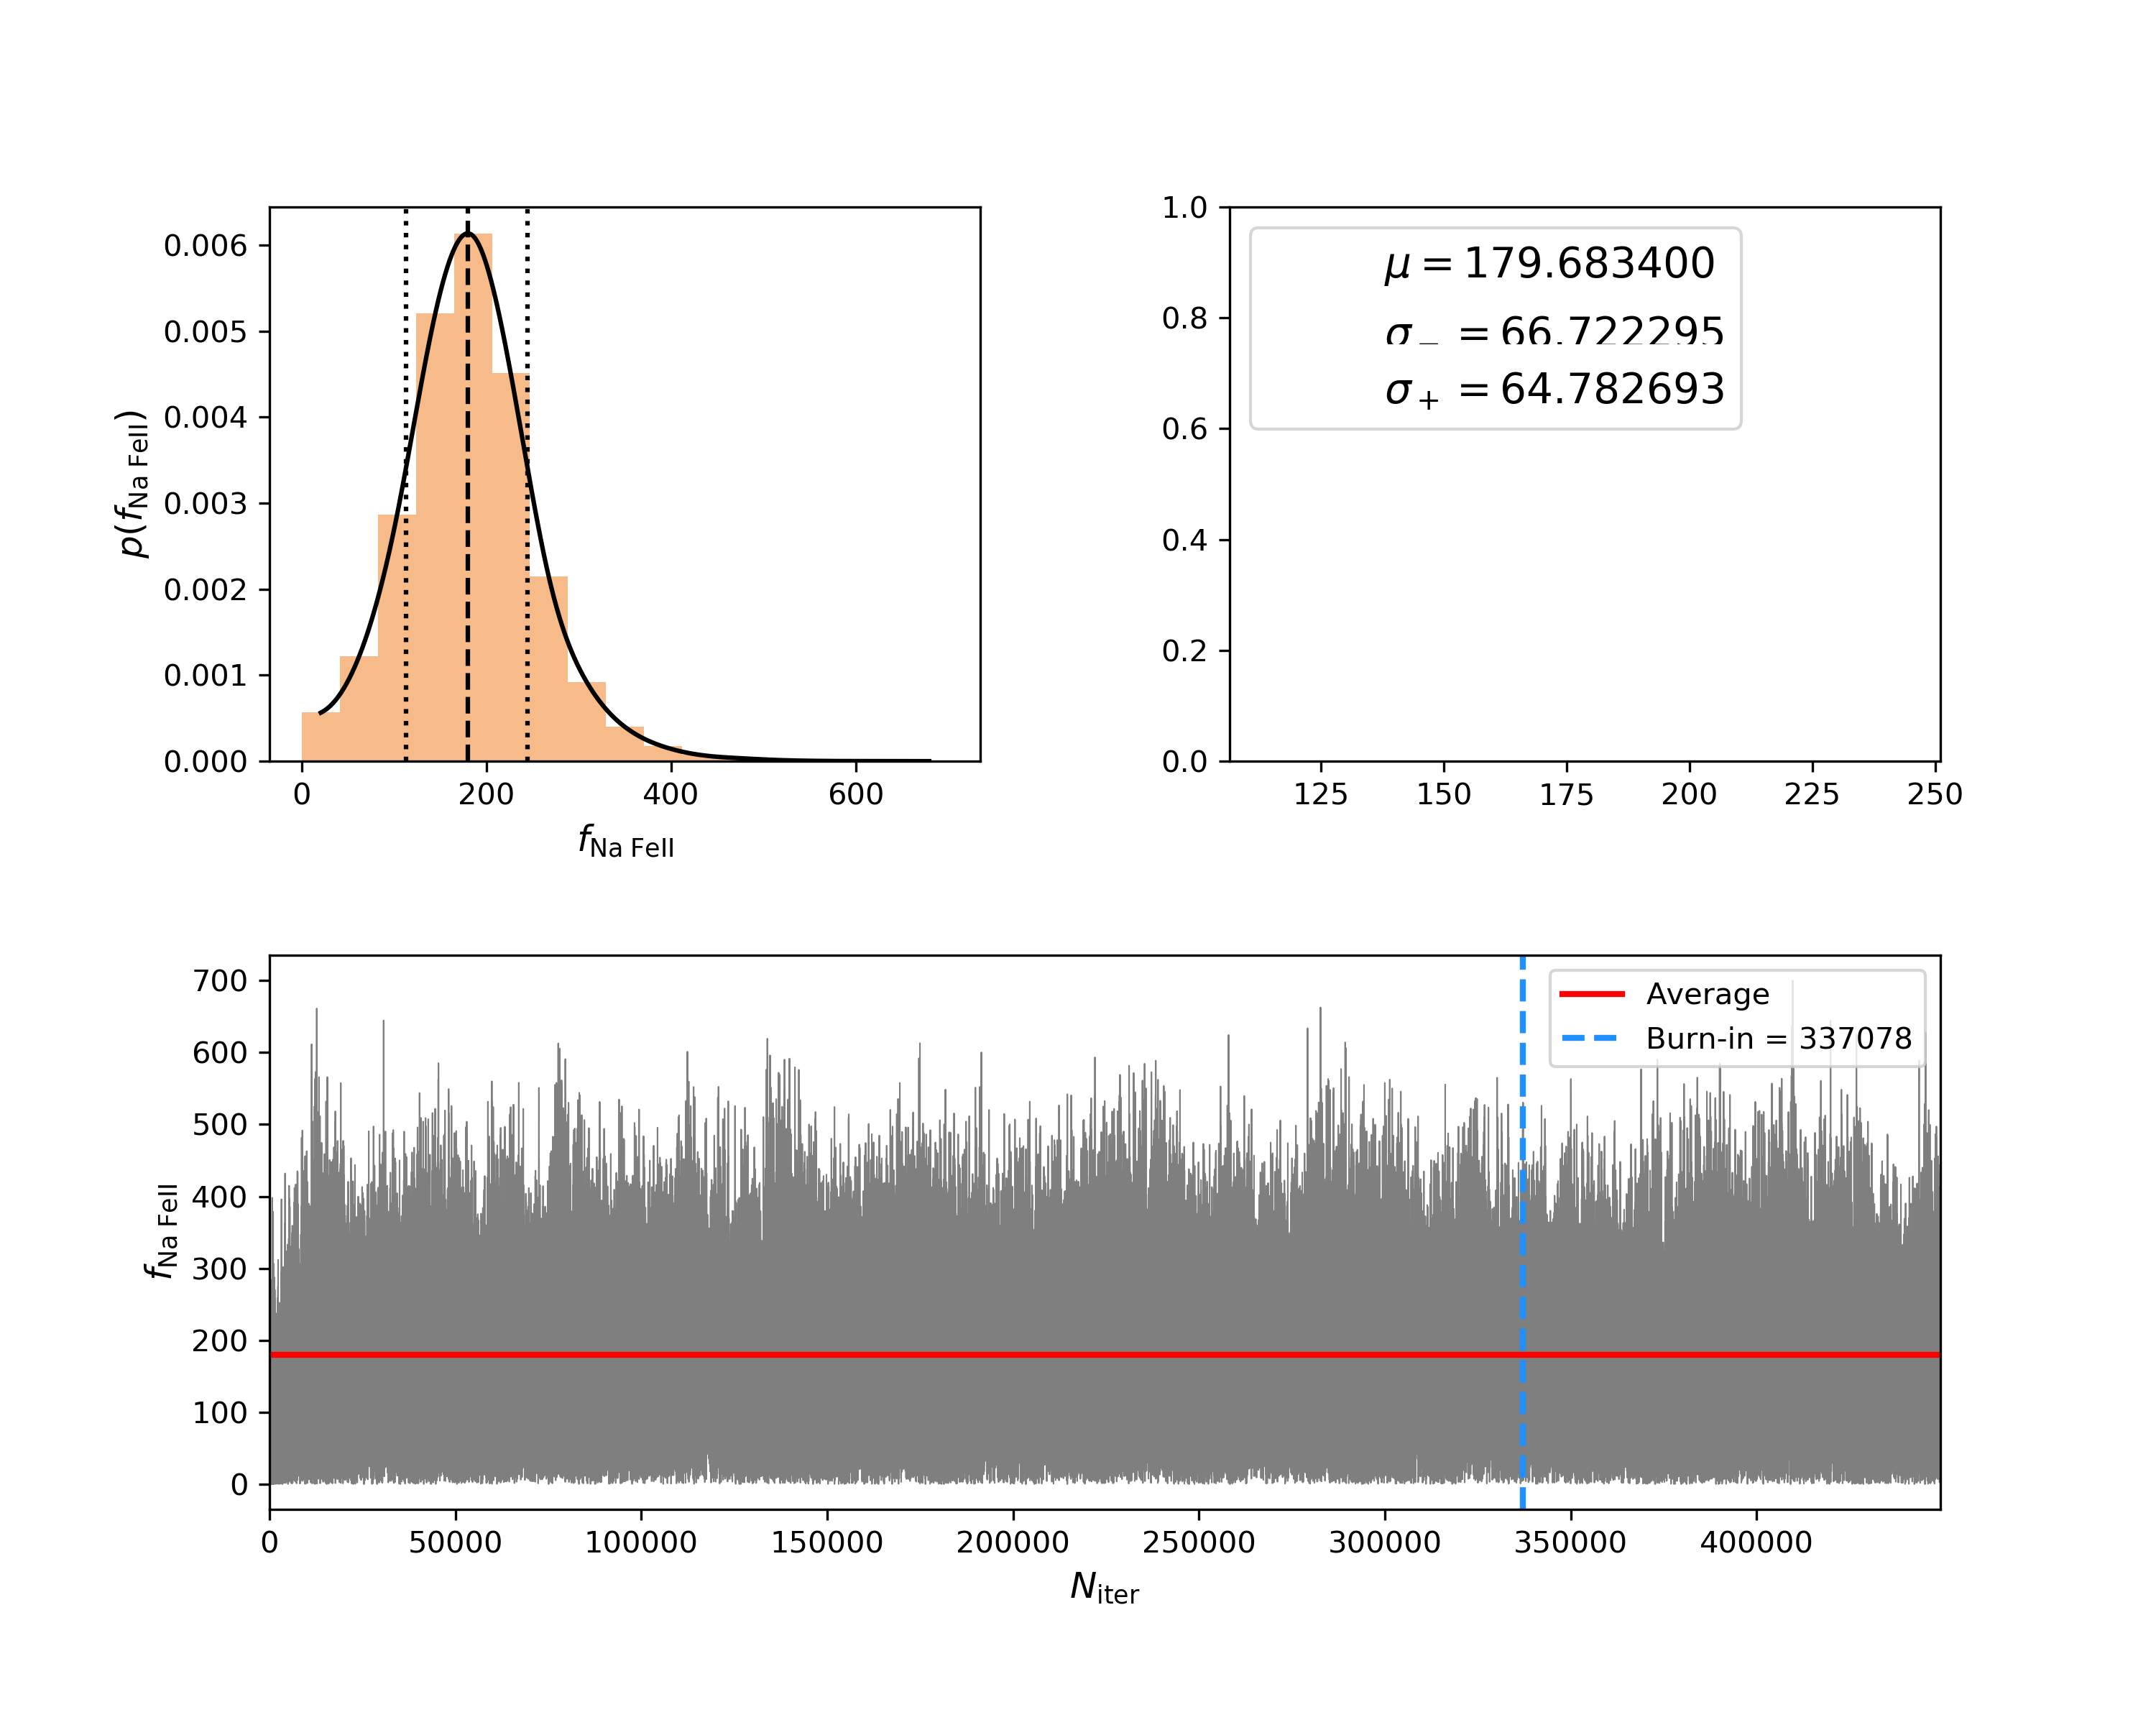 0.006
0.005
0.004
0.003
0.002
0.001
0.000
p(f_Na FeII)
0 200 400 600
f_Na FeII
1.0
0.8
0.6
0.4
0.2
0.0
μ = 179.683400
σ_− = 66.722295
σ_+ = 64.782693
125 150 175 200 225 250
700
600
500
400
300
200
100
0
f_Na FeII
Average
Burn-in = 337078
0 50000 100000 150000 200000 250000 300000 350000 400000
N_iter